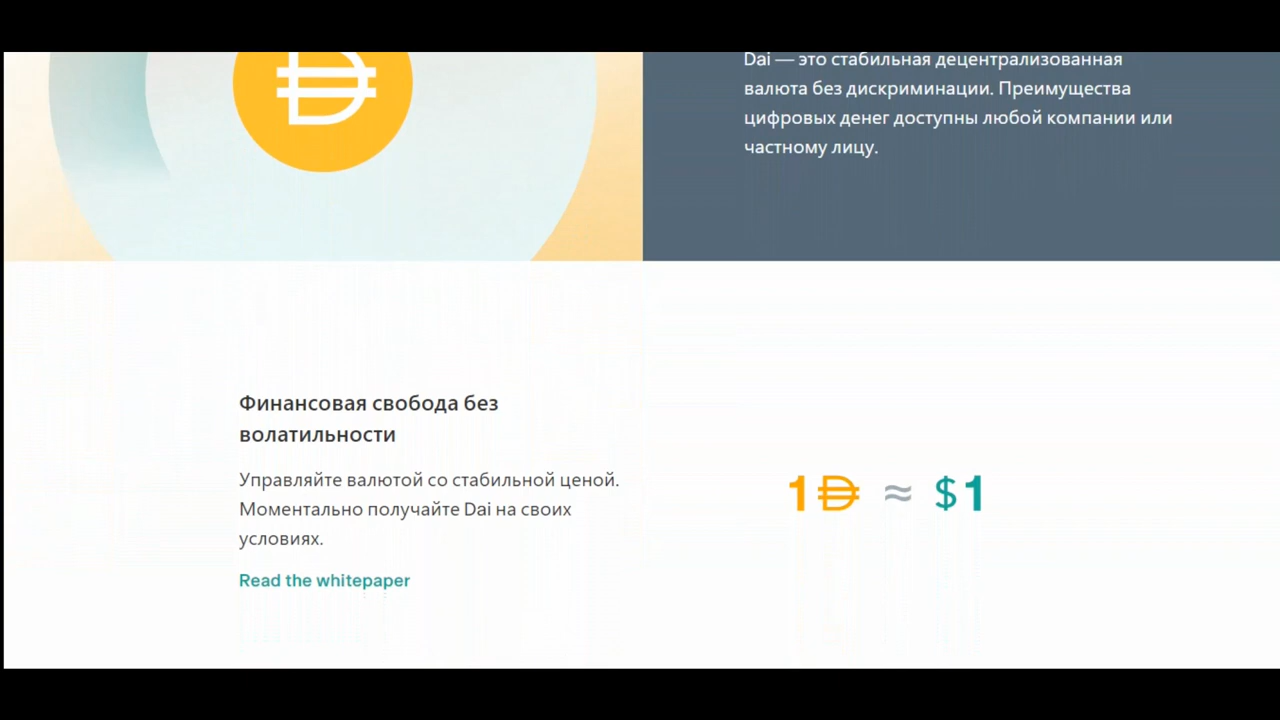 Dai — это стабильная децентрализованная
валюта без дискриминации. Преимущества
цифровых денег доступны любой компании или
частному лицу.
Финансовая свобода без
волатильности
Управляйте валютой со стабильной ценой.
Моментально получайте Dai на своих
условиях.
Read the whitepaper
1 ≈ $1